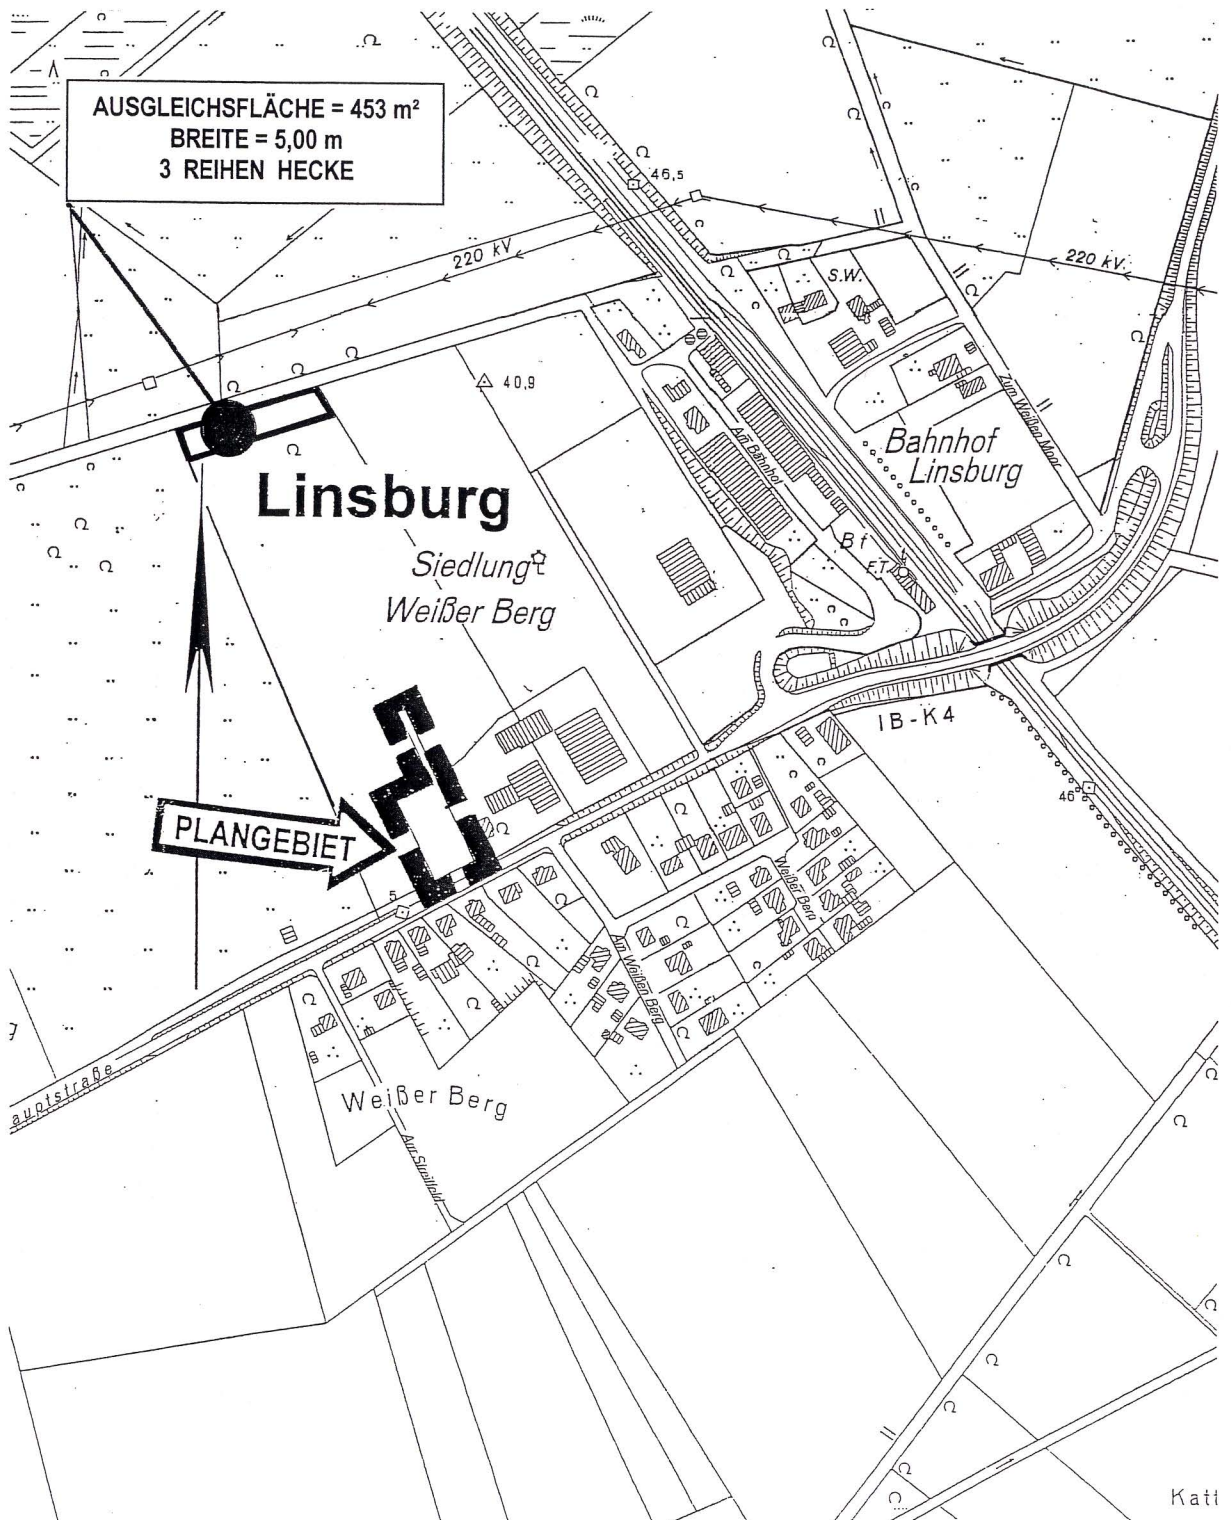 AUSGLEICHSFLÄCHE = 453 m²
BREITE = 5,00 m
3 REIHEN HECKE
46,5
220 kV
220 kV
S.W.
40,9
Zum Weißen Moor
Am Bahnhof
Bahnhof
Linsburg
Linsburg
Bf
F.T.
Siedlung
Weißer Berg
IB-K4
46
PLANGEBIET
5
Weißer Berg
Am Weißen Berg
auptstraße
Weißer Berg
Katt